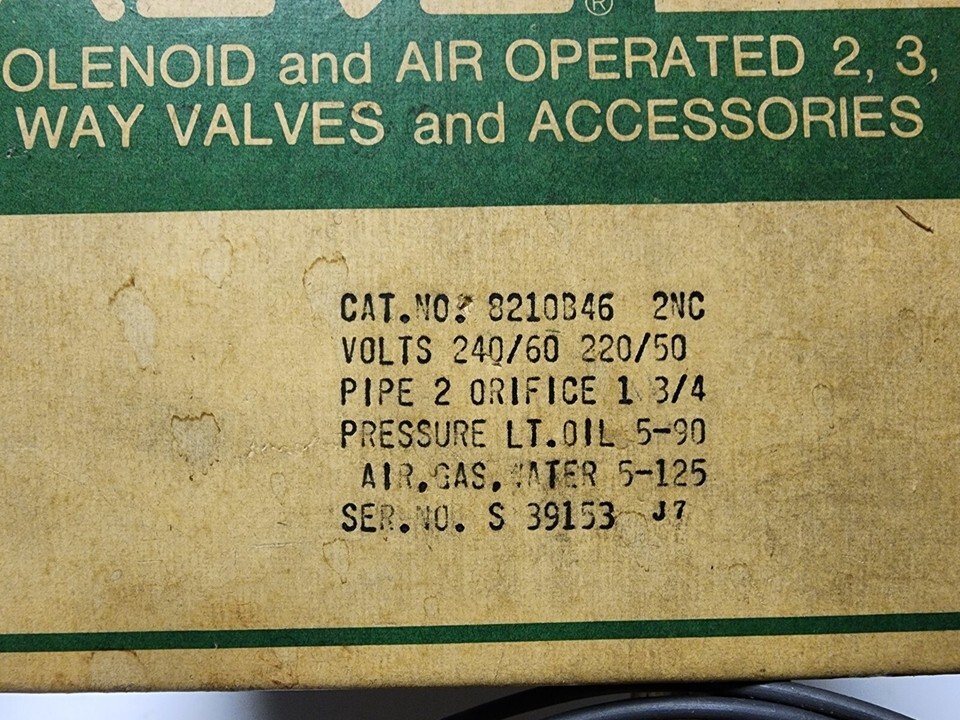 ®
OLENOID and AIR OPERATED 2, 3,
WAY VALVES and ACCESSORIES
CAT.NO. 8210B46 2NC
VOLTS 240/60 220/50
PIPE 2 ORIFICE 1 3/4
PRESSURE LT.OIL 5-90
AIR.GAS.WATER 5-125
SER.NO. S 39153 J7